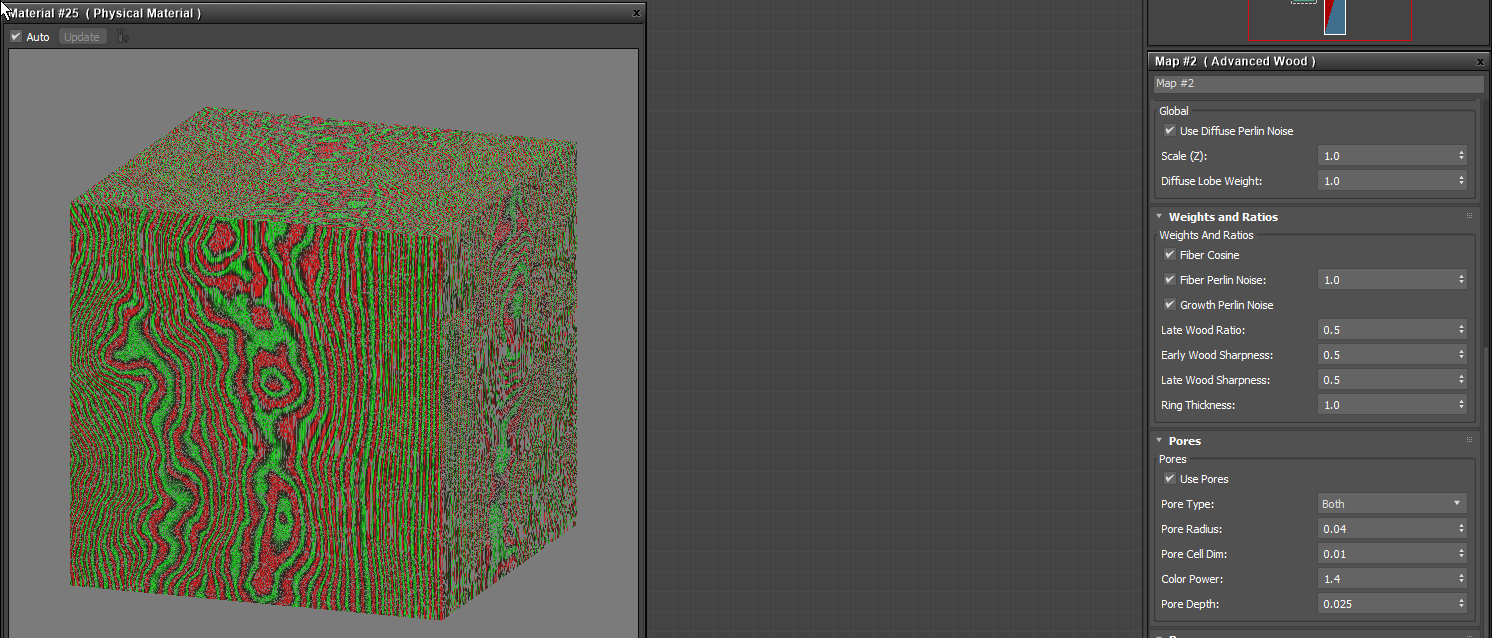 Material #25 ( Physical Material )
x
Auto
Update
Map #2 ( Advanced Wood )
x
Map #2
Global
Use Diffuse Perlin Noise
Scale (Z): 1.0
Diffuse Lobe Weight: 1.0
Weights and Ratios
Weights And Ratios
Fiber Cosine
Fiber Perlin Noise: 1.0
Growth Perlin Noise
Late Wood Ratio: 0.5
Early Wood Sharpness: 0.5
Late Wood Sharpness: 0.5
Ring Thickness: 1.0
Pores
Pores
Use Pores
Pore Type: Both
Pore Radius: 0.04
Pore Cell Dim: 0.01
Color Power: 1.4
Pore Depth: 0.025